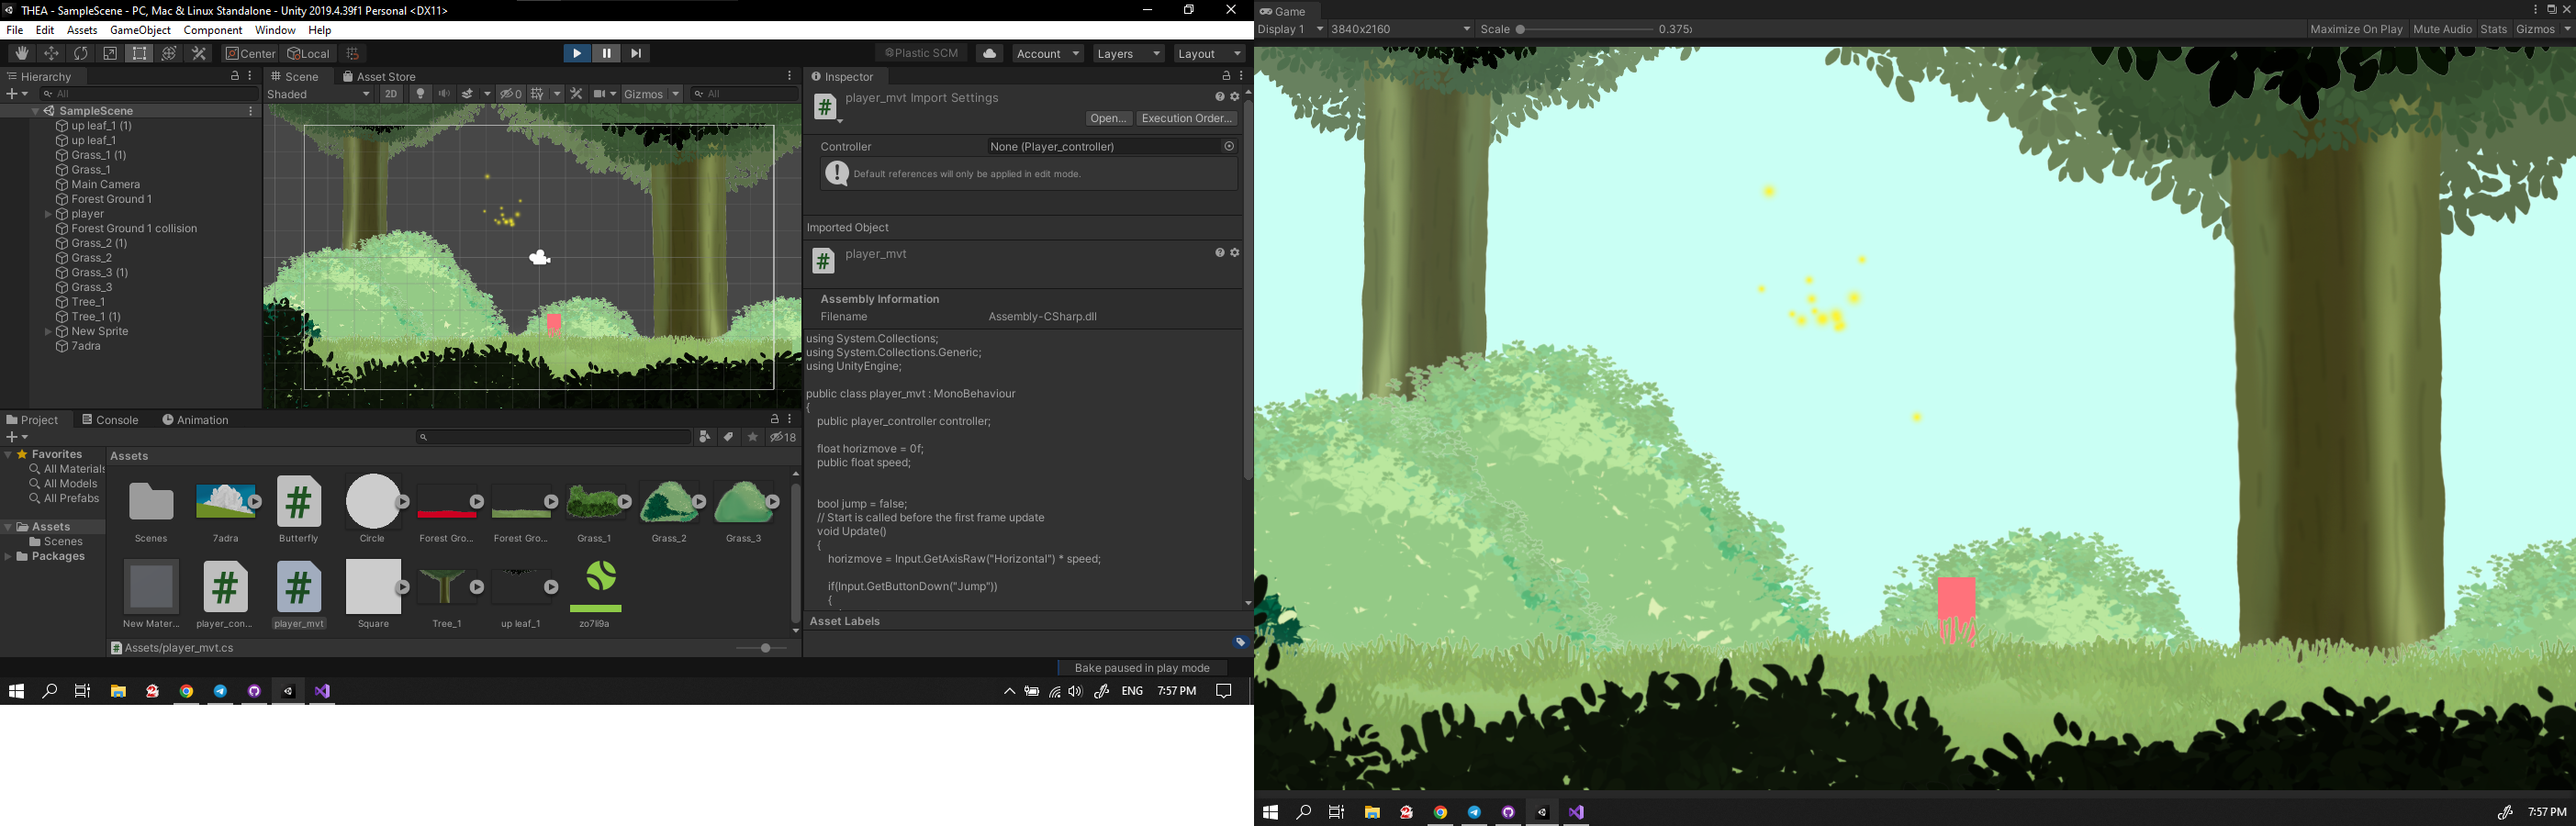 THEA - SampleScene - PC, Mac & Linux Standalone - Unity 2019.4.39f1 Personal <DX11>
File Edit Assets GameObject Component Window Help
Center Local
Plastic SCM Account Layers Layout
Hierarchy
All
SampleScene
up leaf_1 (1)
up leaf_1
Grass_1 (1)
Grass_1
Main Camera
Forest Ground 1
player
Forest Ground 1 collision
Grass_2 (1)
Grass_2
Grass_3 (1)
Grass_3
Tree_1
Tree_1 (1)
New Sprite
7adra
Scene Asset Store
Shaded 2D 0 Gizmos All
Inspector
player_mvt Import Settings
Open... Execution Order...
Controller None (Player_controller)
Default references will only be applied in edit mode.
Imported Object
player_mvt
Assembly Information
Filename Assembly-CSharp.dll
using System.Collections;
using System.Collections.Generic;
using UnityEngine;
public class player_mvt : MonoBehaviour
{
public player_controller controller;
float horizmove = 0f;
public float speed;
bool jump = false;
// Start is called before the first frame update
void Update()
{
horizmove = Input.GetAxisRaw("Horizontal") * speed;
if(Input.GetButtonDown("Jump"))
{
Asset Labels
Project Console Animation
18
Favorites
All Materials
All Models
All Prefabs
Assets
Scenes
Packages
Assets
Scenes 7adra Butterfly Circle Forest Gro... Forest Gro... Grass_1 Grass_2 Grass_3
New Mater... player_con... player_mvt Square Tree_1 up leaf_1 zo7li9a
Assets/player_mvt.cs
Bake paused in play mode
ENG 7:57 PM
Game
Display 1 3840x2160 Scale 0.375x Maximize On Play Mute Audio Stats Gizmos
7:57 PM